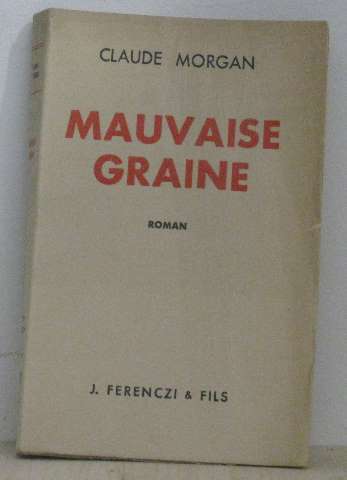 CLAUDE MORGAN
MAUVAISE
GRAINE
ROMAN
J. FERENCZI & FILS